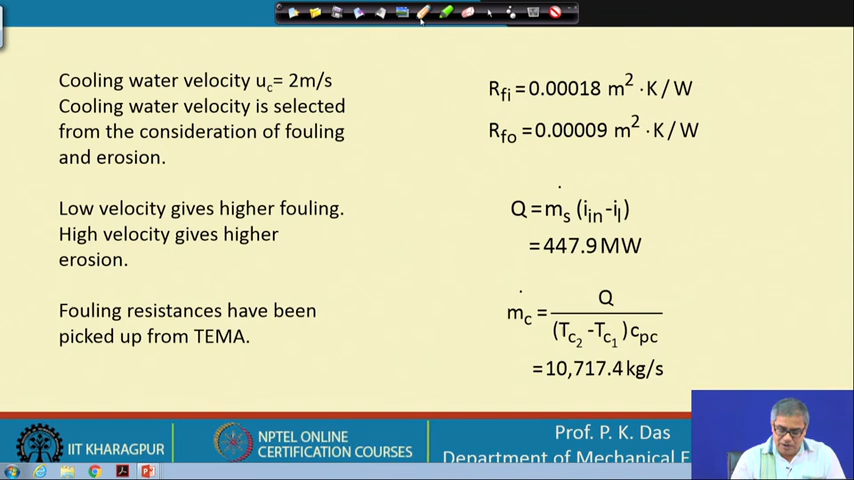 Cooling water velocity u_c= 2m/s
Cooling water velocity is selected
from the consideration of fouling
and erosion.
Low velocity gives higher fouling.
High velocity gives higher
erosion.
Fouling resistances have been
picked up from TEMA.
R_fi = 0.00018 m² ·K / W
R_fo = 0.00009 m² ·K / W
Q = ṁ_s (i_in - i_l)
= 447.9 MW
ṁ_c = Q / (T_c2 - T_c1) c_pc
= 10,717.4 kg/s
IIT KHARAGPUR
NPTEL ONLINE
CERTIFICATION COURSES
Prof. P. K. Das
Department of Mechanical E